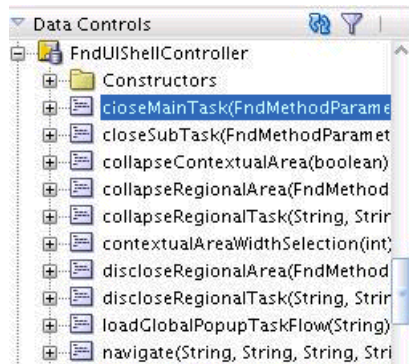 Data Controls
FndUIShellController
Constructors
closeMainTask(FndMethodParame
closeSubTask(FndMethodParamet
collapseContextualArea(boolean)
collapseRegionalArea(FndMethod
collapseRegionalTask(String, Strin
contextualAreaWidthSelection(int)
discloseRegionalArea(FndMethod
discloseRegionalTask(String, Strin
loadGlobalPopupTaskFlow(String)
navigate(String, String, String, Stri